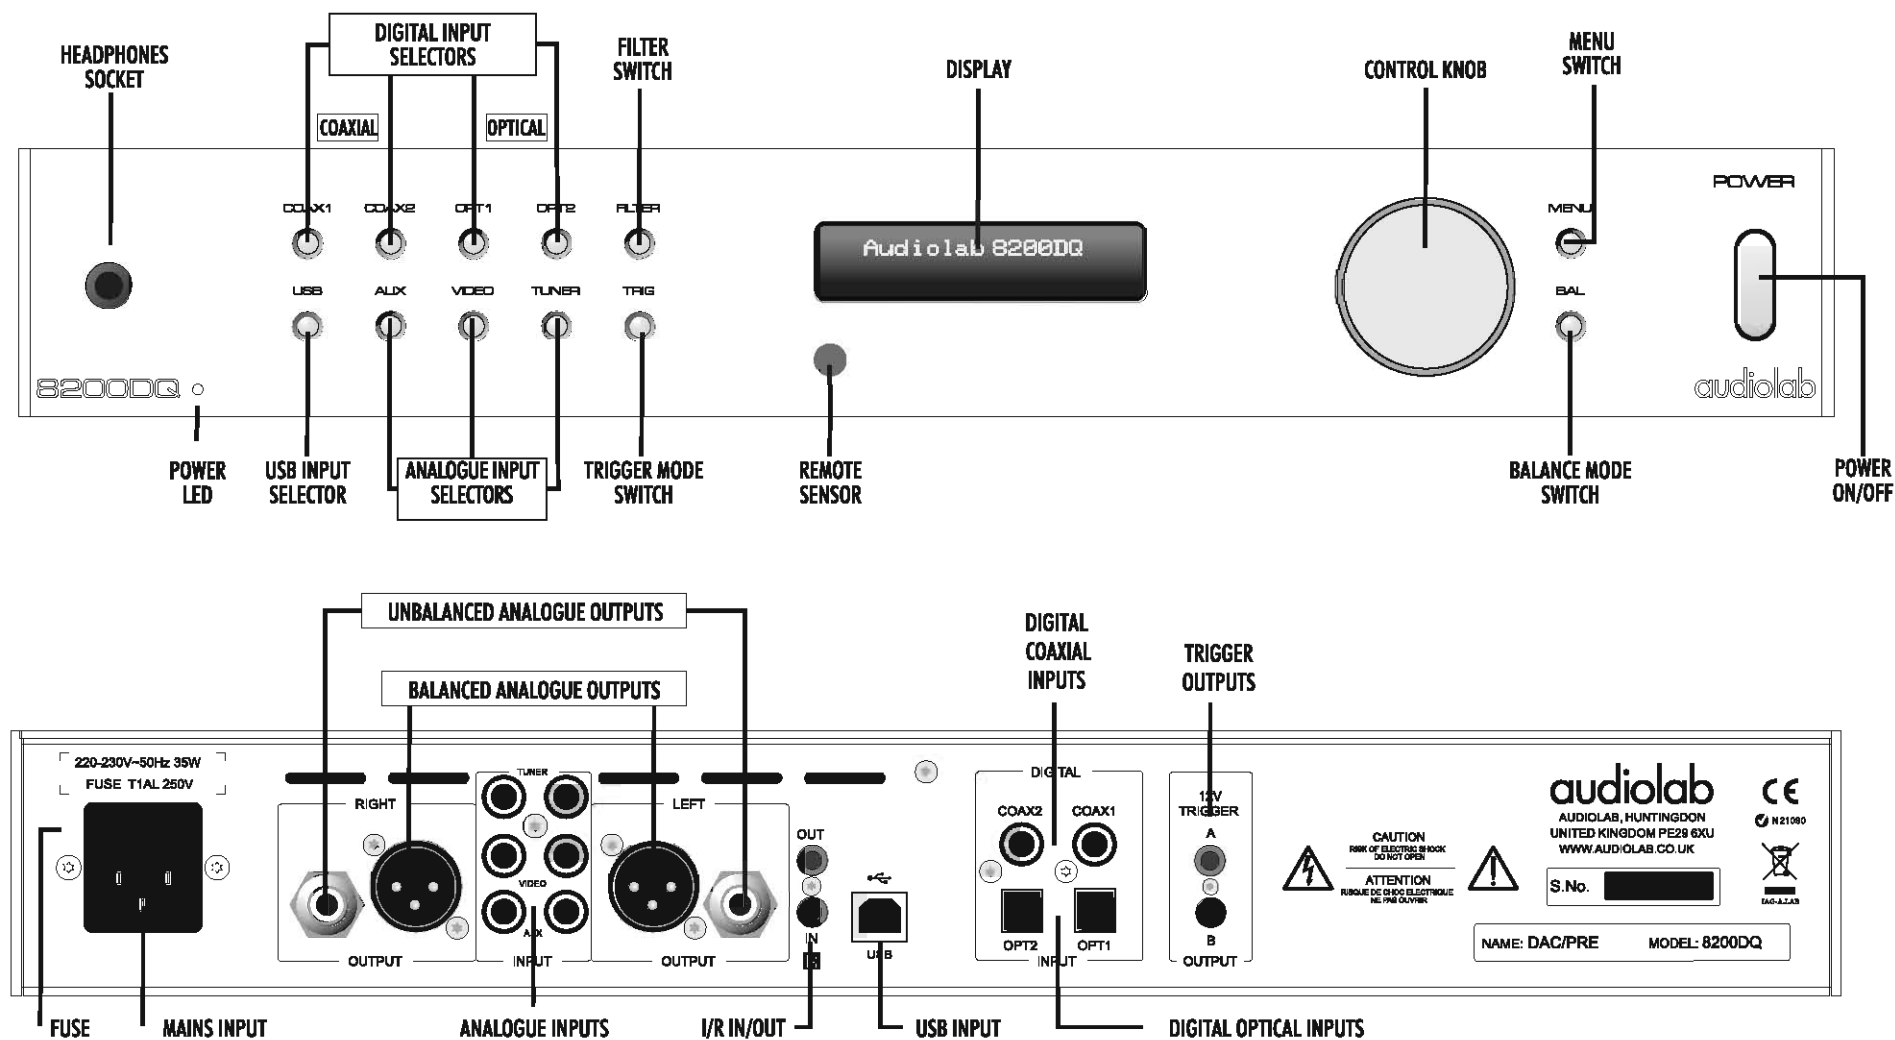 HEADPHONES
SOCKET
DIGITAL INPUT
SELECTORS
FILTER
SWITCH
DISPLAY
CONTROL KNOB
MENU
SWITCH
COAXIAL
OPTICAL
POWER
COAX1
COAX2
OPT1
OPT2
FILTER
MENU
Audiolab 8200DQ
USB
AUX
VIDEO
TUNER
TRIG
BAL
8200DQ
audiolab
POWER
LED
USB INPUT
SELECTOR
ANALOGUE INPUT
SELECTORS
TRIGGER MODE
SWITCH
REMOTE
SENSOR
BALANCE MODE
SWITCH
POWER
ON/OFF
UNBALANCED ANALOGUE OUTPUTS
BALANCED ANALOGUE OUTPUTS
DIGITAL
COAXIAL
INPUTS
TRIGGER
OUTPUTS
220-230V~50Hz 35W
FUSE T1AL 250V
RIGHT
TUNER
LEFT
OUT
VIDEO
AUX
IN
OUTPUT
INPUT
OUTPUT
USB
DIGITAL
COAX2
COAX1
OPT2
OPT1
INPUT
12V
TRIGGER
A
B
OUTPUT
CAUTION
RISK OF ELECTRIC SHOCK
DO NOT OPEN
ATTENTION
RISQUE DE CHOC ELECTRIQUE
NE PAS OUVRIR
audiolab
AUDIOLAB, HUNTINGDON
UNITED KINGDOM PE29 6XU
WWW.AUDIOLAB.CO.UK
S.No.
CE
N21080
IAG-A.LAB
NAME: DAC/PRE
MODEL: 8200DQ
FUSE
MAINS INPUT
ANALOGUE INPUTS
I/R IN/OUT
USB INPUT
DIGITAL OPTICAL INPUTS